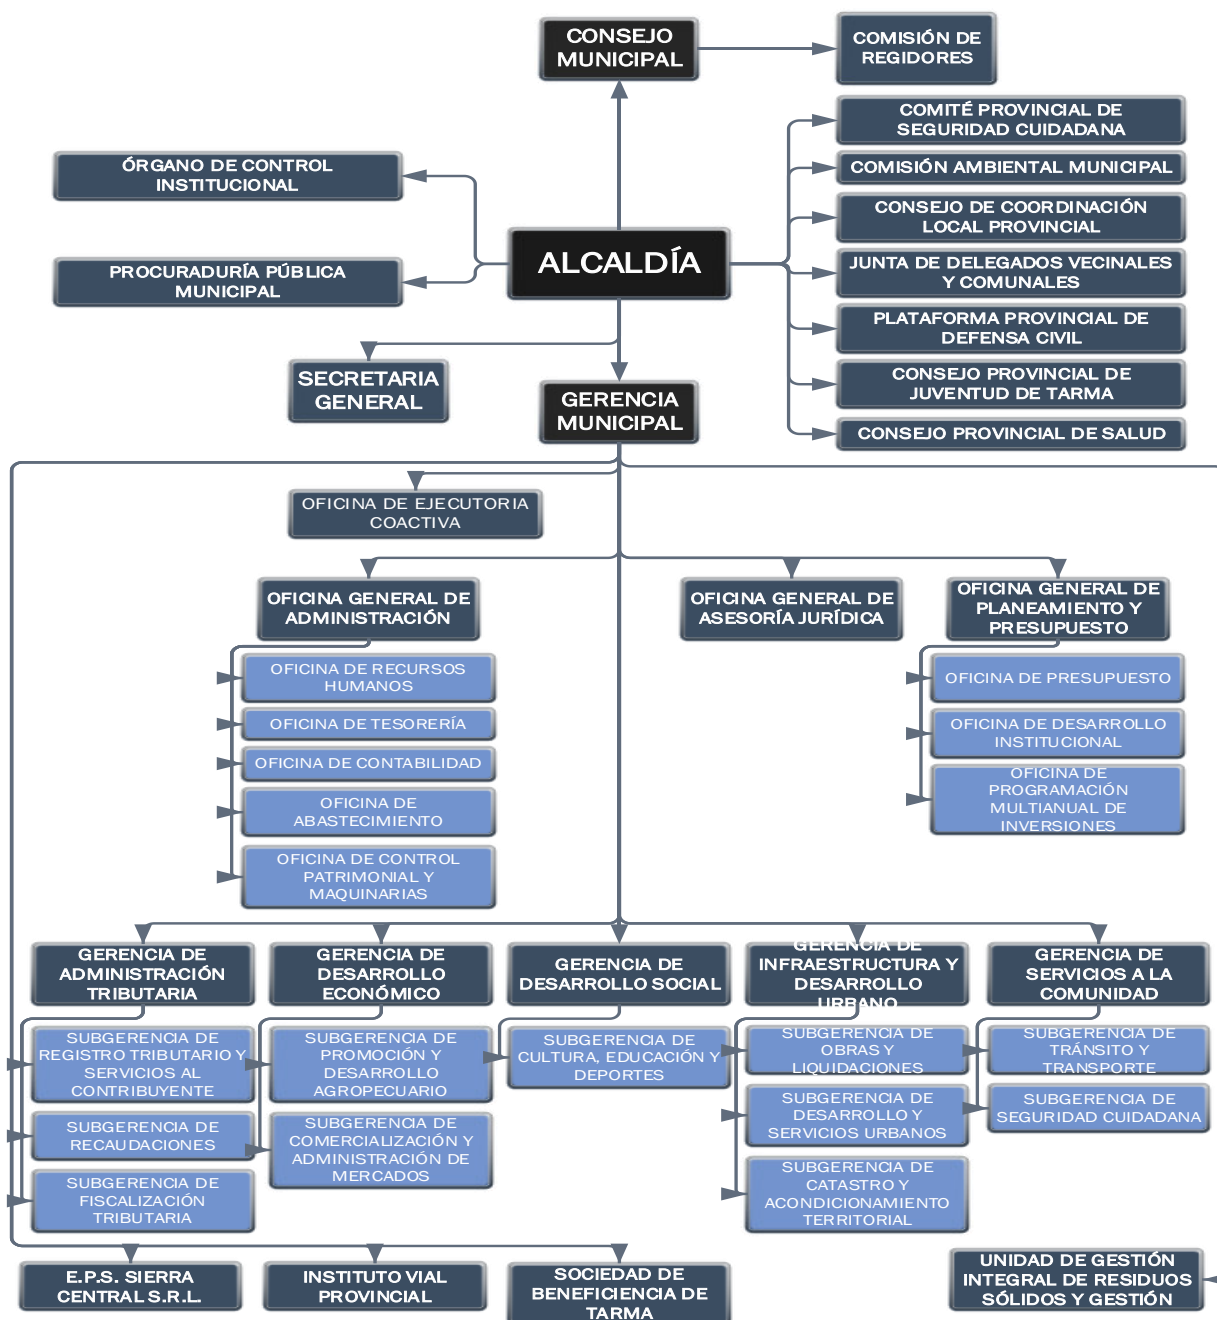 CONSEJO
MUNICIPAL
COMISIÓN DE
REGIDORES
COMITÉ PROVINCIAL DE
SEGURIDAD CUIDADANA
ÓRGANO DE CONTROL
INSTITUCIONAL
COMISIÓN AMBIENTAL MUNICIPAL
CONSEJO DE COORDINACIÓN
LOCAL PROVINCIAL
ALCALDÍA
PROCURADURÍA PÚBLICA
MUNICIPAL
JUNTA DE DELEGADOS VECINALES
Y COMUNALES
PLATAFORMA PROVINCIAL DE
DEFENSA CIVIL
SECRETARIA
GENERAL
CONSEJO PROVINCIAL DE
JUVENTUD DE TARMA
GERENCIA
MUNICIPAL
CONSEJO PROVINCIAL DE SALUD
OFICINA DE EJECUTORIA
COACTIVA
OFICINA GENERAL DE
ADMINISTRACIÓN
OFICINA GENERAL DE
ASESORÍA JURÍDICA
OFICINA GENERAL DE
PLANEAMIENTO Y
PRESUPUESTO
OFICINA DE RECURSOS
HUMANOS
OFICINA DE TESORERÍA
OFICINA DE CONTABILIDAD
OFICINA DE
ABASTECIMIENTO
OFICINA DE CONTROL
PATRIMONIAL Y
MAQUINARIAS
OFICINA DE PRESUPUESTO
OFICINA DE DESARROLLO
INSTITUCIONAL
OFICINA DE
PROGRAMACIÓN
MULTIANUAL DE
INVERSIONES
GERENCIA DE
ADMINISTRACIÓN
TRIBUTARIA
GERENCIA DE
DESARROLLO
ECONÓMICO
GERENCIA DE
DESARROLLO SOCIAL
GERENCIA DE
INFRAESTRUCTURA Y
DESARROLLO
URBANO
GERENCIA DE
SERVICIOS A LA
COMUNIDAD
SUBGERENCIA DE
REGISTRO TRIBUTARIO Y
SERVICIOS AL
CONTRIBUYENTE
SUBGERENCIA DE
RECAUDACIONES
SUBGERENCIA DE
FISCALIZACIÓN
TRIBUTARIA
SUBGERENCIA DE
PROMOCIÓN Y
DESARROLLO
AGROPECUARIO
SUBGERENCIA DE
COMERCIALIZACIÓN Y
ADMINISTRACIÓN DE
MERCADOS
SUBGERENCIA DE
CULTURA, EDUCACIÓN Y
DEPORTES
SUBGERENCIA DE
OBRAS Y
LIQUIDACIONES
SUBGERENCIA DE
DESARROLLO Y
SERVICIOS URBANOS
SUBGERENCIA DE
CATASTRO Y
ACONDICIONAMIENTO
TERRITORIAL
SUBGERENCIA DE
TRÁNSITO Y
TRANSPORTE
SUBGERENCIA DE
SEGURIDAD CUIDADANA
E.P.S. SIERRA
CENTRAL S.R.L.
INSTITUTO VIAL
PROVINCIAL
SOCIEDAD DE
BENEFICIENCIA DE
TARMA
UNIDAD DE GESTIÓN
INTEGRAL DE RESIDUOS
SÓLIDOS Y GESTIÓN